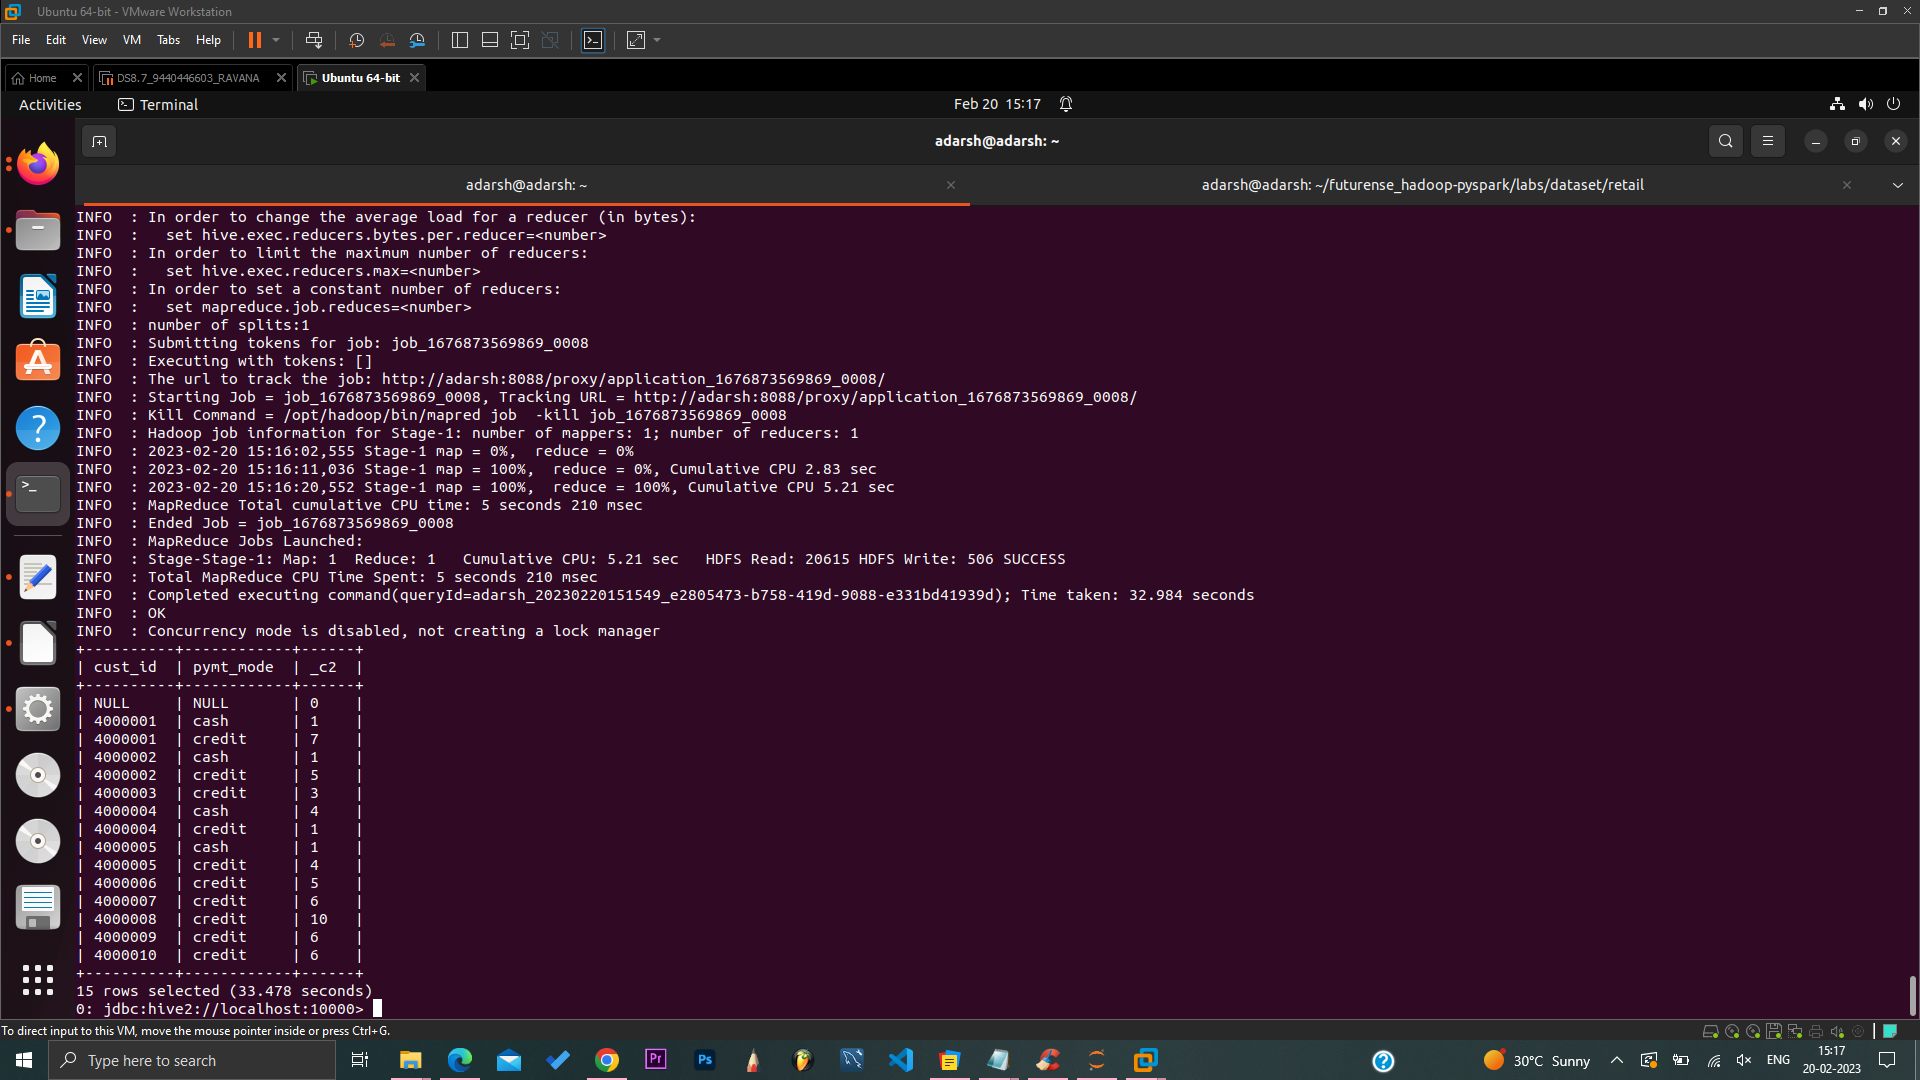 Ubuntu 64-bit - VMware Workstation
File Edit View VM Tabs Help
Home DS8.7_9440446603_RAVANA Ubuntu 64-bit
Activities Terminal Feb 20 15:17
adarsh@adarsh: ~
adarsh@adarsh: ~ adarsh@adarsh: ~/futurense_hadoop-pyspark/labs/dataset/retail
INFO  : In order to change the average load for a reducer (in bytes):
INFO  :   set hive.exec.reducers.bytes.per.reducer=<number>
INFO  : In order to limit the maximum number of reducers:
INFO  :   set hive.exec.reducers.max=<number>
INFO  : In order to set a constant number of reducers:
INFO  :   set mapreduce.job.reduces=<number>
INFO  : number of splits:1
INFO  : Submitting tokens for job: job_1676873569869_0008
INFO  : Executing with tokens: []
INFO  : The url to track the job: http://adarsh:8088/proxy/application_1676873569869_0008/
INFO  : Starting Job = job_1676873569869_0008, Tracking URL = http://adarsh:8088/proxy/application_1676873569869_0008/
INFO  : Kill Command = /opt/hadoop/bin/mapred job  -kill job_1676873569869_0008
INFO  : Hadoop job information for Stage-1: number of mappers: 1; number of reducers: 1
INFO  : 2023-02-20 15:16:02,555 Stage-1 map = 0%,  reduce = 0%
INFO  : 2023-02-20 15:16:11,036 Stage-1 map = 100%,  reduce = 0%, Cumulative CPU 2.83 sec
INFO  : 2023-02-20 15:16:20,552 Stage-1 map = 100%,  reduce = 100%, Cumulative CPU 5.21 sec
INFO  : MapReduce Total cumulative CPU time: 5 seconds 210 msec
INFO  : Ended Job = job_1676873569869_0008
INFO  : MapReduce Jobs Launched:
INFO  : Stage-Stage-1: Map: 1  Reduce: 1   Cumulative CPU: 5.21 sec   HDFS Read: 20615 HDFS Write: 506 SUCCESS
INFO  : Total MapReduce CPU Time Spent: 5 seconds 210 msec
INFO  : Completed executing command(queryId=adarsh_20230220151549_e2805473-b758-419d-9088-e331bd41939d); Time taken: 32.984 seconds
INFO  : OK
INFO  : Concurrency mode is disabled, not creating a lock manager
+----------+------------+------+
| cust_id  | pymt_mode  | _c2  |
+----------+------------+------+
| NULL     | NULL       | 0    |
| 4000001  | cash       | 1    |
| 4000001  | credit     | 7    |
| 4000002  | cash       | 1    |
| 4000002  | credit     | 5    |
| 4000003  | credit     | 3    |
| 4000004  | cash       | 4    |
| 4000004  | credit     | 1    |
| 4000005  | cash       | 1    |
| 4000005  | credit     | 4    |
| 4000006  | credit     | 5    |
| 4000007  | credit     | 6    |
| 4000008  | credit     | 10   |
| 4000009  | credit     | 6    |
| 4000010  | credit     | 6    |
+----------+------------+------+
15 rows selected (33.478 seconds)
0: jdbc:hive2://localhost:10000>
To direct input to this VM, move the mouse pointer inside or press Ctrl+G.
Type here to search Pr Ps 30°C Sunny ENG 15:17
20-02-2023